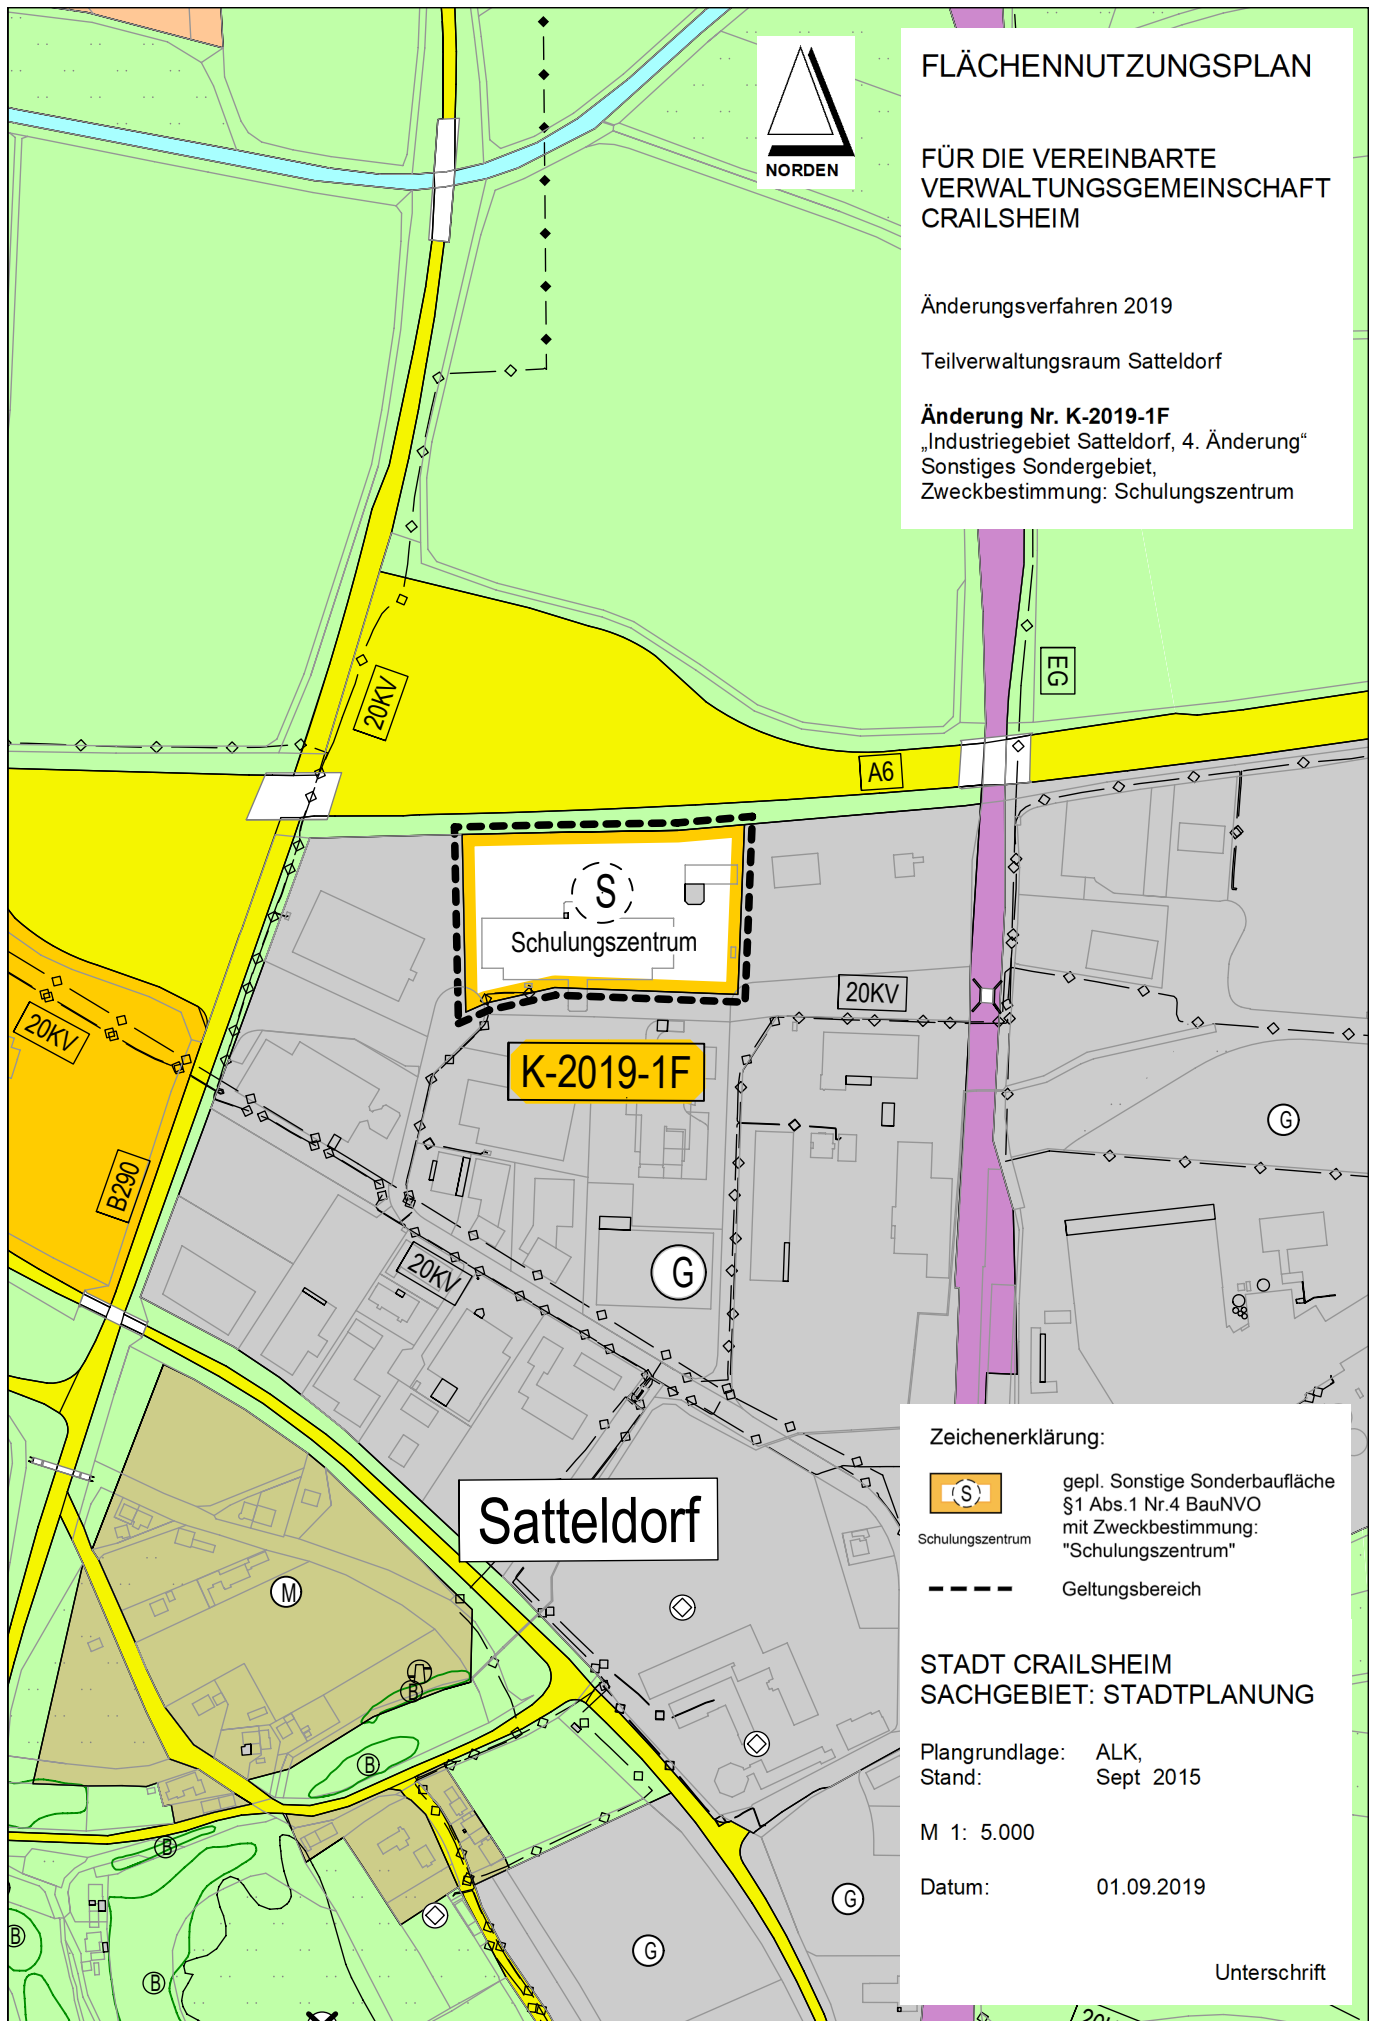 FLÄCHENNUTZUNGSPLAN
FÜR DIE VEREINBARTE
VERWALTUNGSGEMEINSCHAFT
CRAILSHEIM
Änderungsverfahren 2019
Teilverwaltungsraum Satteldorf
Änderung Nr. K-2019-1F
„Industriegebiet Satteldorf, 4. Änderung“
Sonstiges Sondergebiet,
Zweckbestimmung: Schulungszentrum
NORDEN
EG
20KV
A6
S
Schulungszentrum
20KV
20KV
K-2019-1F
G
B290
20KV
G
Satteldorf
M
B
B
B
B
B
G
G
Zeichenerklärung:
S
Schulungszentrum
gepl. Sonstige Sonderbaufläche
§1 Abs.1 Nr.4 BauNVO
mit Zweckbestimmung:
"Schulungszentrum"
Geltungsbereich
STADT CRAILSHEIM
SACHGEBIET: STADTPLANUNG
Plangrundlage: ALK,
Stand: Sept 2015
M 1: 5.000
Datum: 01.09.2019
Unterschrift